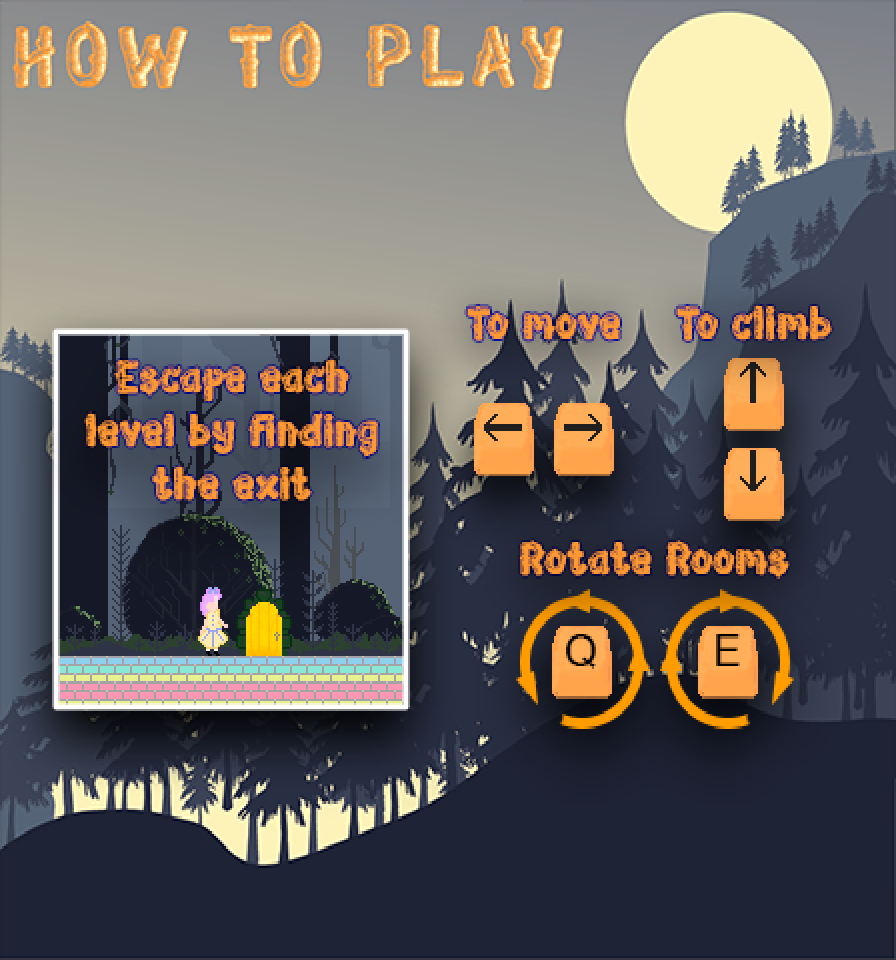 HOW TO PLAY
Escape each
level by finding
the exit
To move
To climb
←
→
↑
↓
Rotate Rooms
Q
E